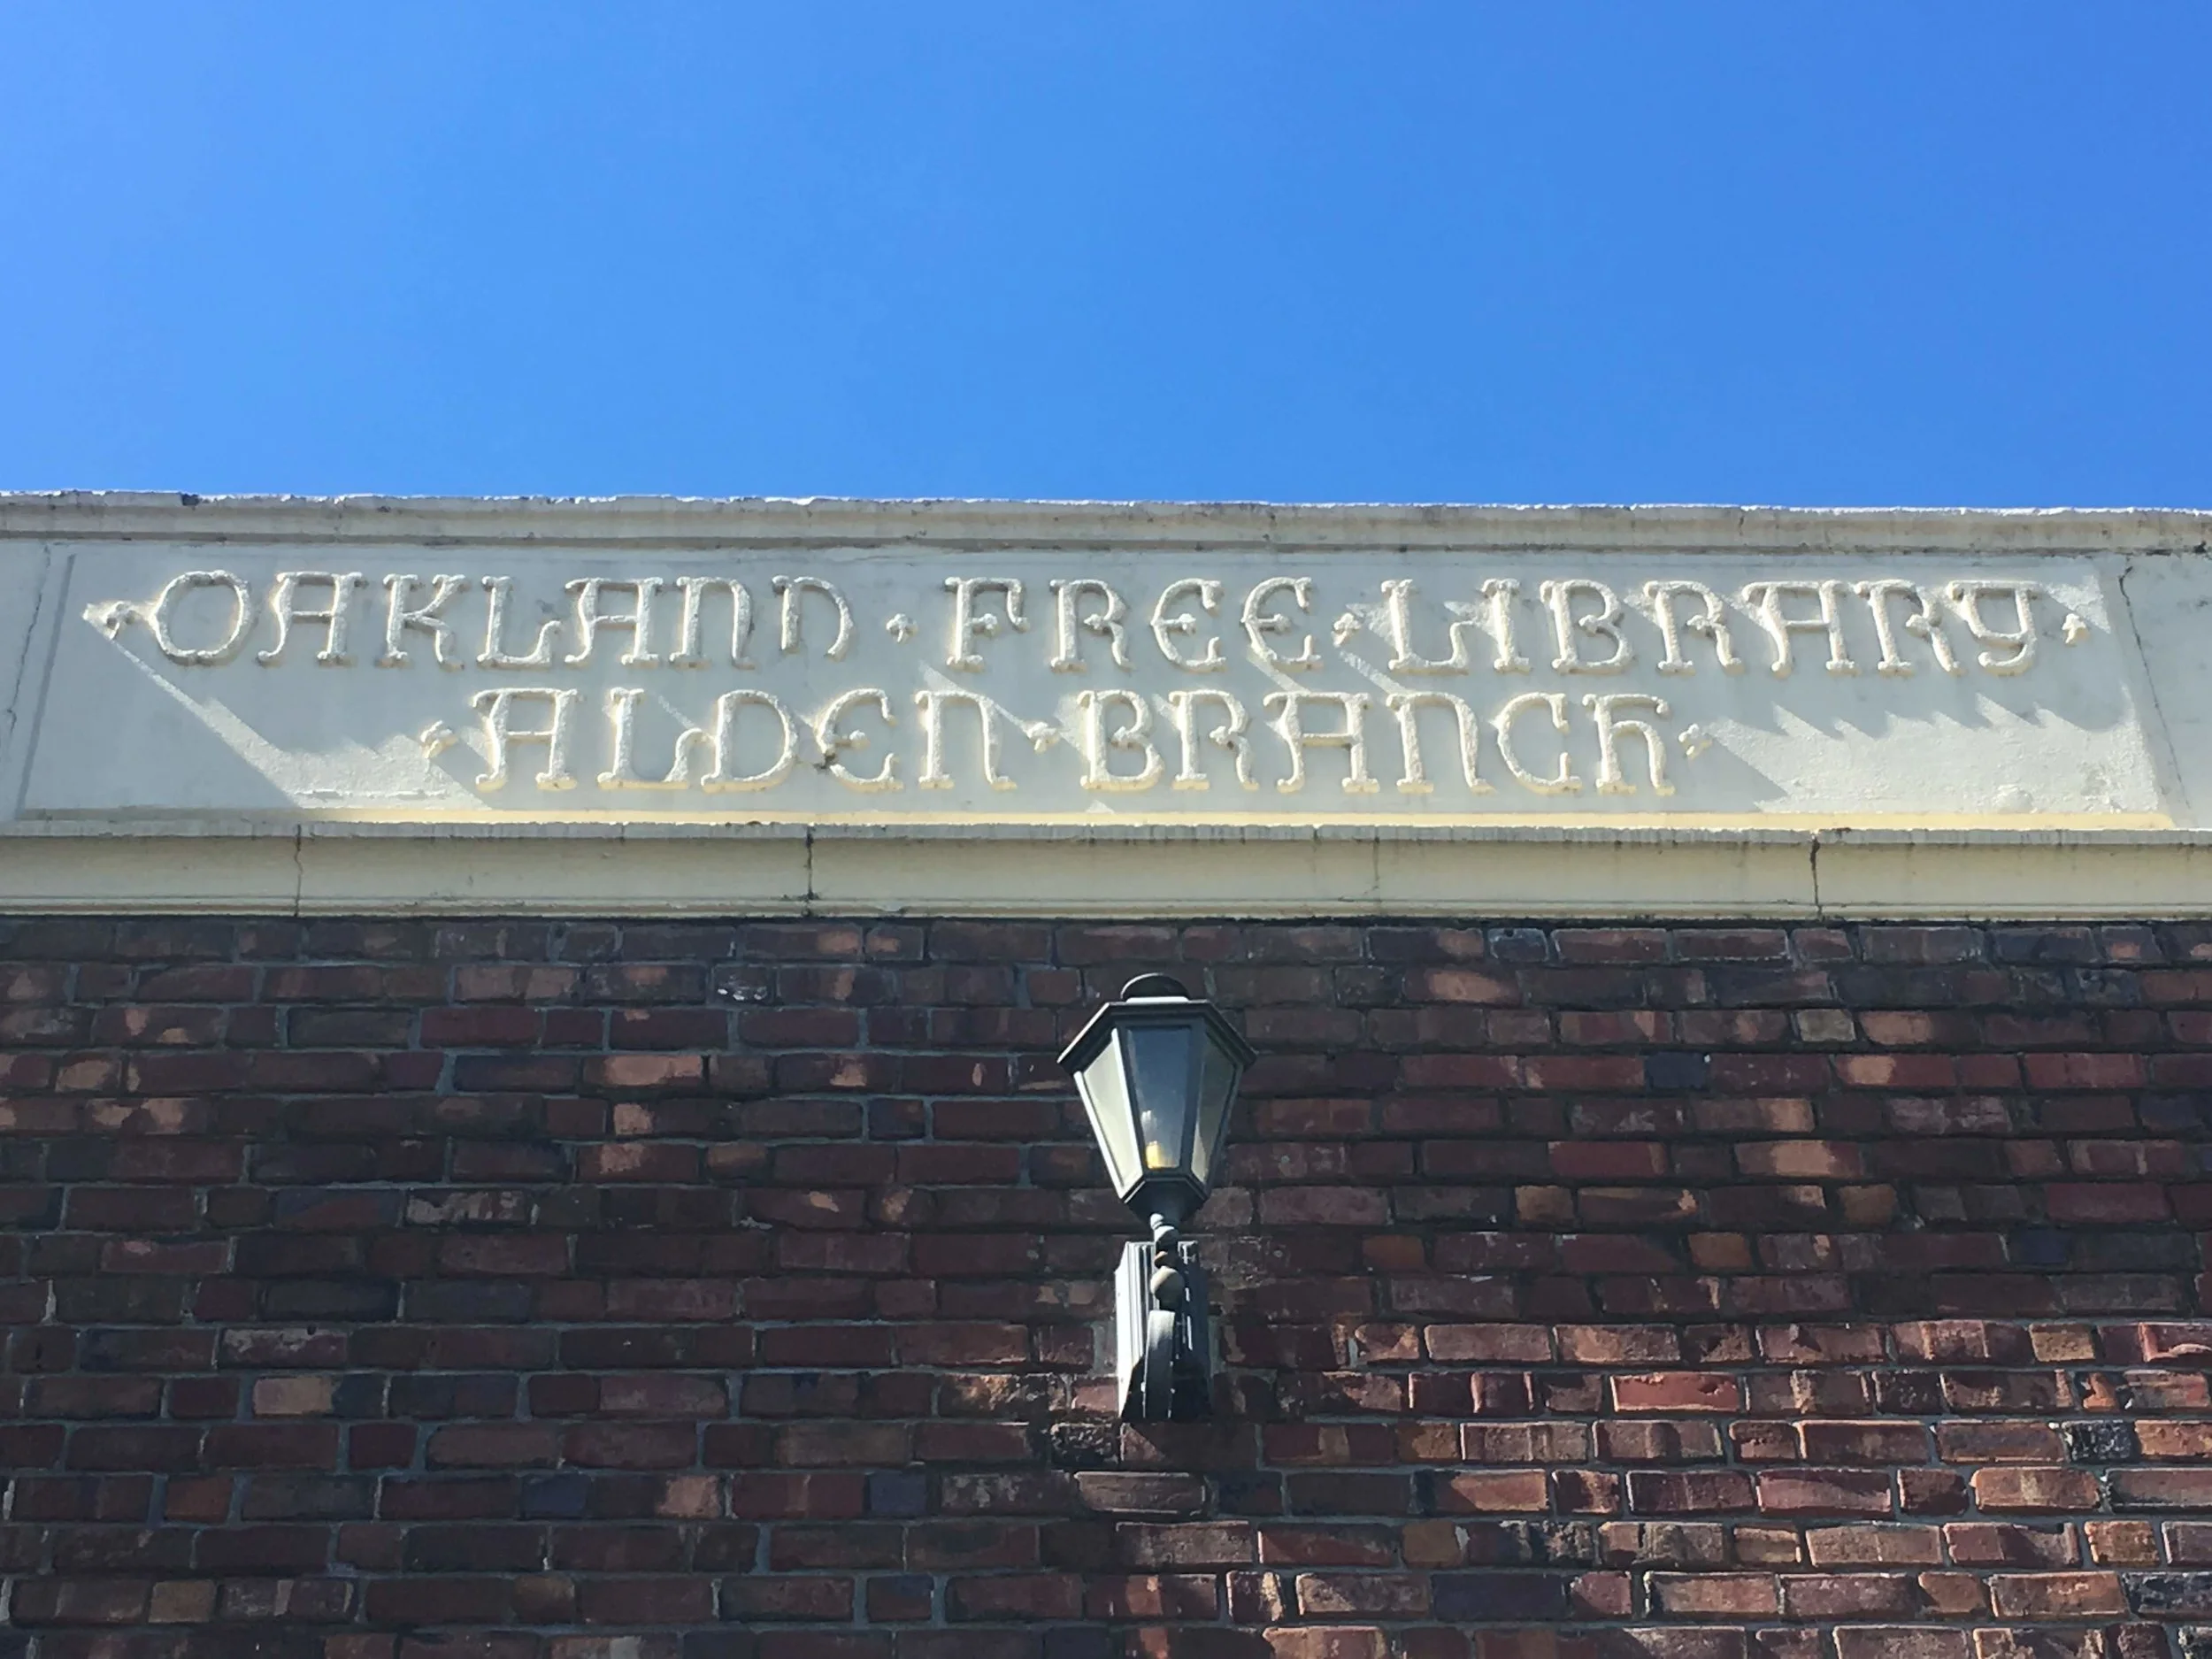 OAKLAND · FREE · LIBRARY
· ALDEN · BRANCH ·